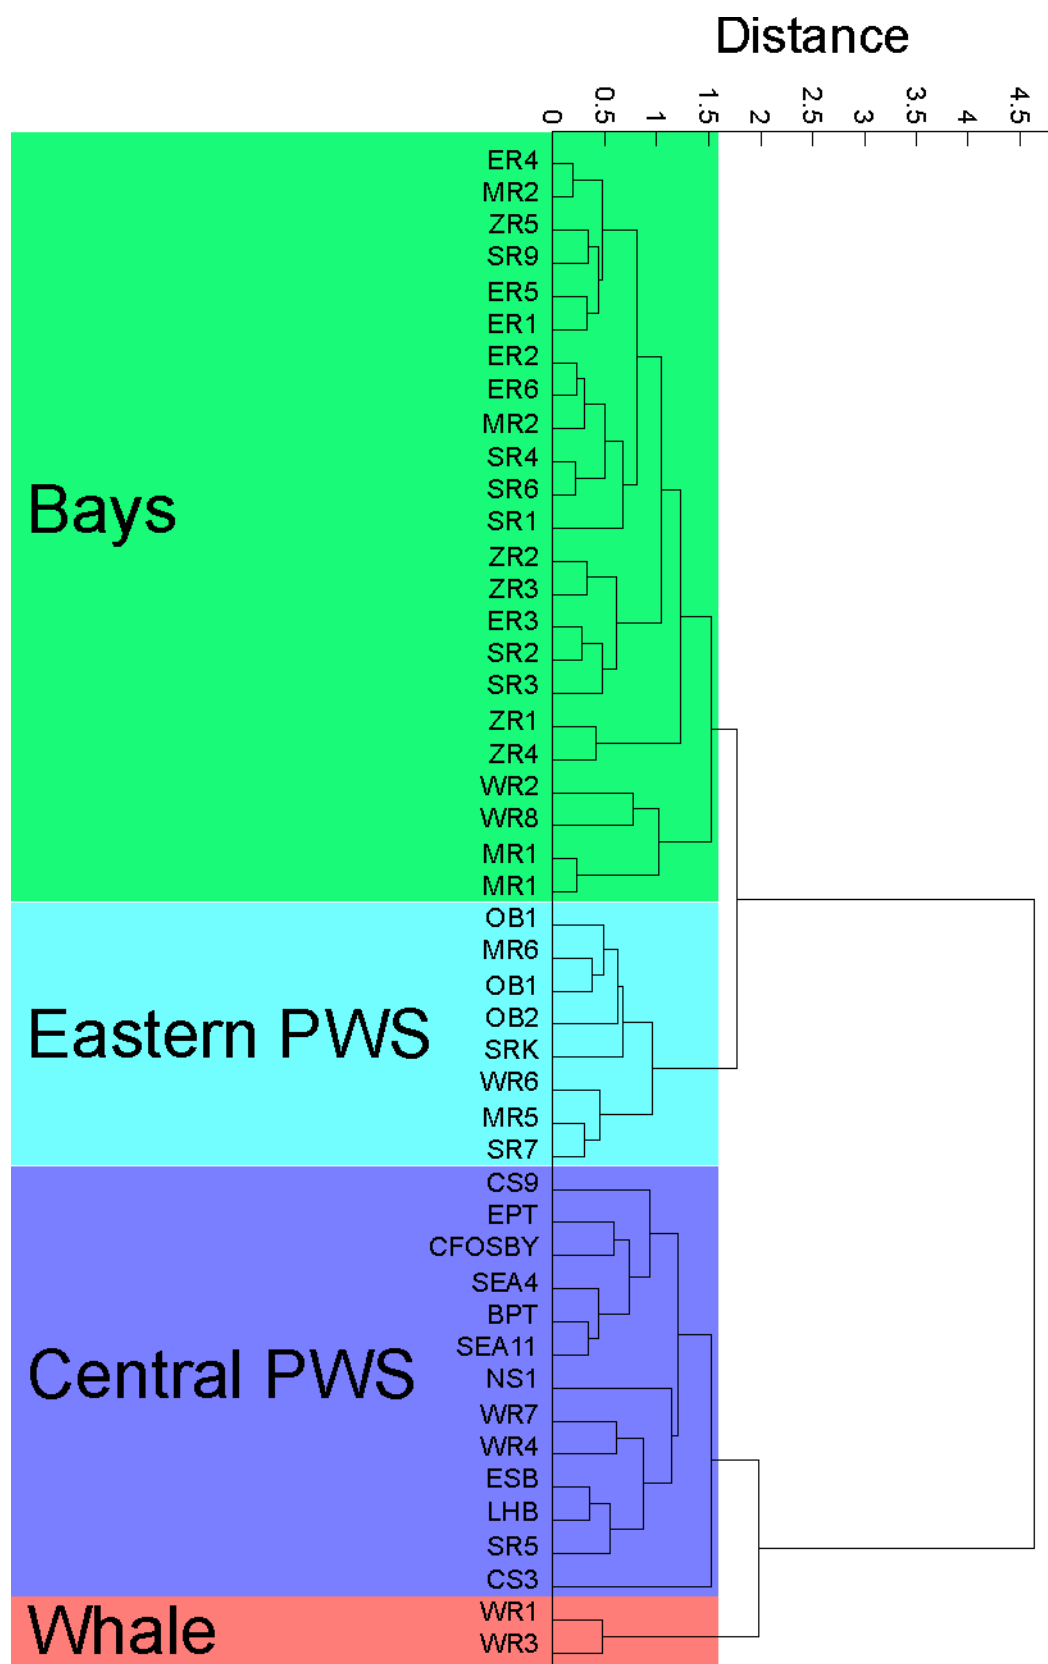 Distance
0
0.5
1
1.5
2
2.5
3
3.5
4
4.5
ER4
MR2
ZR5
SR9
ER5
ER1
ER2
ER6
MR2
SR4
SR6
SR1
ZR2
ZR3
ER3
SR2
SR3
ZR1
ZR4
WR2
WR8
MR1
MR1
Bays
OB1
MR6
OB1
OB2
SRK
WR6
MR5
SR7
Eastern PWS
CS9
EPT
CFOSBY
SEA4
BPT
SEA11
NS1
WR7
WR4
ESB
LHB
SR5
CS3
Central PWS
WR1
WR3
Whale